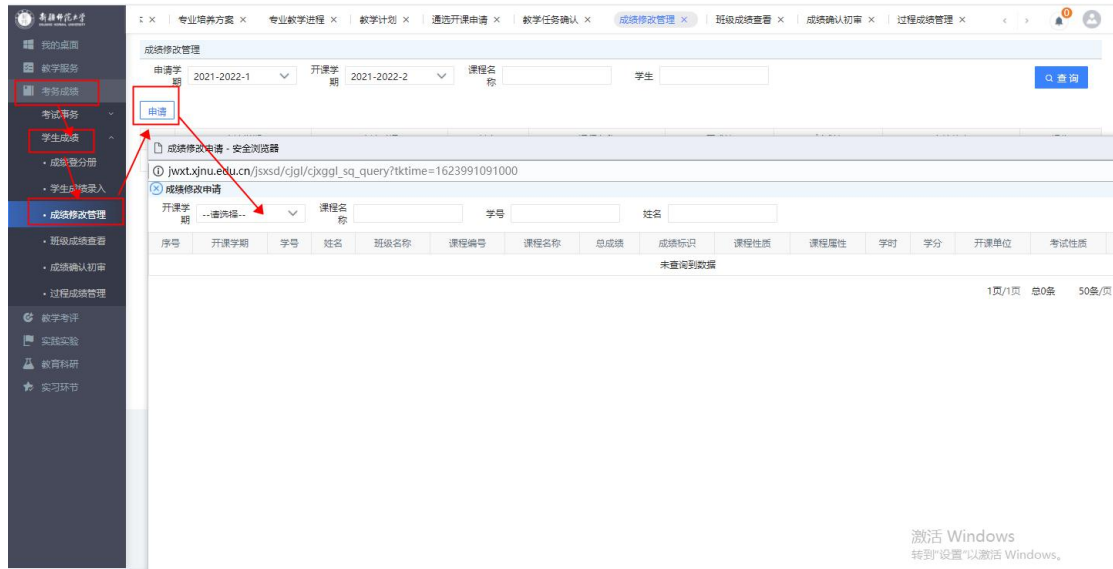 新疆师范大学
XINJIANG NORMAL UNIVERSITY
专业培养方案 × 专业教学进程 × 教学计划 × 通选开课申请 × 教学任务确认 × 成绩修改管理 × 班级成绩查看 × 成绩确认初审 × 过程成绩管理 ×
0
我的桌面
教学服务
考务成绩
考试事务
学生成绩
• 成绩登分册
• 学生成绩录入
• 成绩修改管理
• 班级成绩查看
• 成绩确认初审
• 过程成绩管理
教学考评
实践实验
教育科研
实习环节
成绩修改管理
申请学期 2021-2022-1 开课学期 2021-2022-2 课程名称 学生 查询
申请
成绩修改申请 - 安全浏览器
jwxt.xjnu.edu.cn/jsxsd/cjgl/cjxggl_sq_query?tktime=1623991091000
成绩修改申请
开课学期 --请选择-- 课程名称 学号 姓名
序号 开课学期 学号 姓名 班级名称 课程编号 课程名称 总成绩 成绩标识 课程性质 课程属性 学时 学分 开课单位 考试性质
未查询到数据
1页/1页 总0条 50条/页
激活 Windows
转到"设置"以激活 Windows。